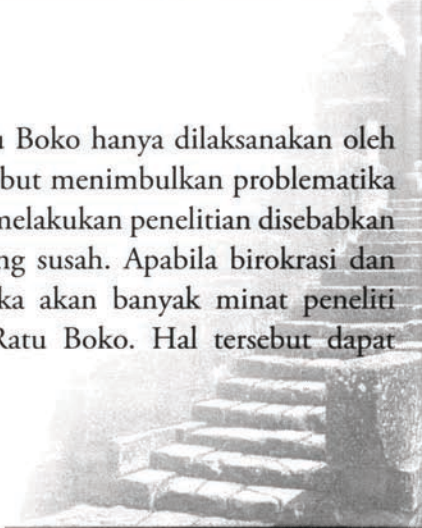 Boko hanya dilaksanakan oleh
but menimbulkan problematika
melakukan penelitian disebabkan
ng susah. Apabila birokrasi dan
ka akan banyak minat peneliti
Ratu Boko. Hal tersebut dapat